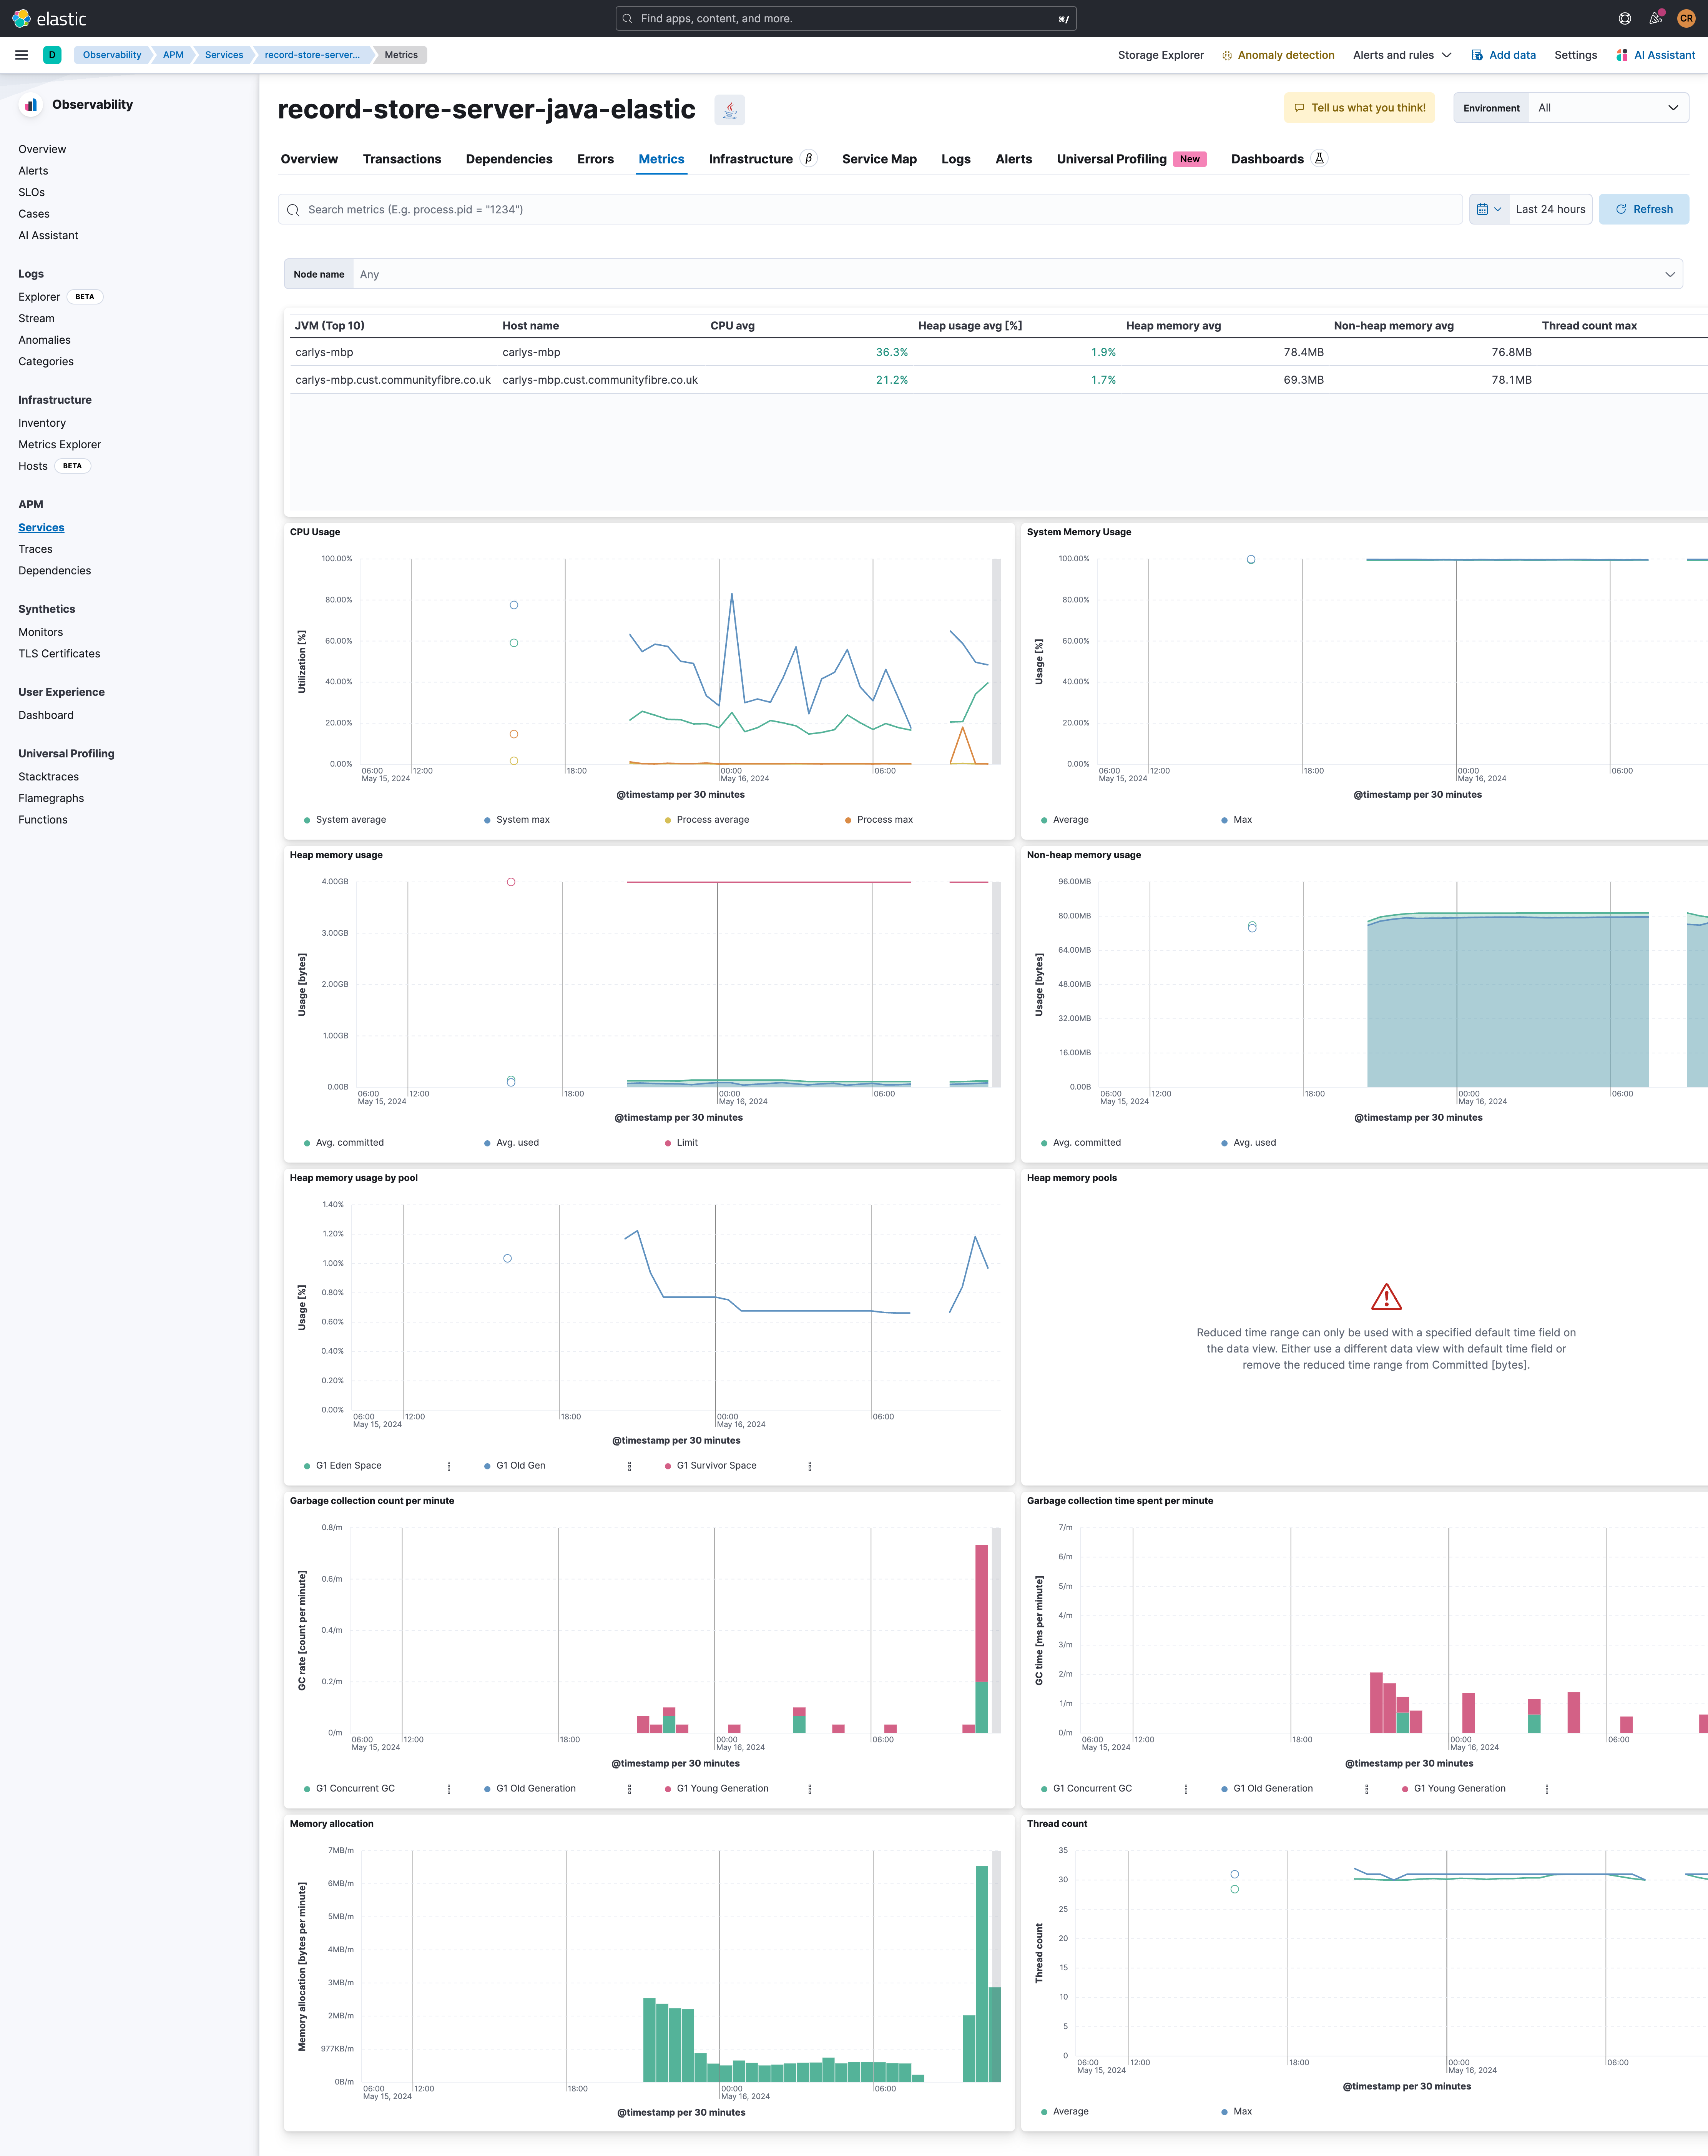 elastic
Find apps, content, and more.
⌘/
CR
D
Observability
APM
Services
record-store-server...
Metrics
Storage Explorer
Anomaly detection
Alerts and rules
Add data
Settings
AI Assistant
Observability
Overview
Alerts
SLOs
Cases
AI Assistant
Logs
Explorer BETA
Stream
Anomalies
Categories
Infrastructure
Inventory
Metrics Explorer
Hosts BETA
APM
Services
Traces
Dependencies
Synthetics
Monitors
TLS Certificates
User Experience
Dashboard
Universal Profiling
Stacktraces
Flamegraphs
Functions
record-store-server-java-elastic
Tell us what you think!
Environment All
Overview Transactions Dependencies Errors Metrics Infrastructure β Service Map Logs Alerts Universal Profiling New Dashboards
Search metrics (E.g. process.pid = "1234")
Last 24 hours
Refresh
Node name Any
JVM (Top 10) Host name CPU avg Heap usage avg [%] Heap memory avg Non-heap memory avg Thread count max
carlys-mbp carlys-mbp 36.3% 1.9% 78.4MB 76.8MB
carlys-mbp.cust.communityfibre.co.uk carlys-mbp.cust.communityfibre.co.uk 21.2% 1.7% 69.3MB 78.1MB
CPU Usage
Utilization [%]
100.00%
80.00%
60.00%
40.00%
20.00%
0.00%
06:00 12:00 18:00 00:00 06:00
May 15, 2024 May 16, 2024
@timestamp per 30 minutes
System average System max Process average Process max
System Memory Usage
Usage [%]
100.00%
80.00%
60.00%
40.00%
20.00%
0.00%
06:00 12:00 18:00 00:00 06:00
May 15, 2024 May 16, 2024
@timestamp per 30 minutes
Average Max
Heap memory usage
Usage [bytes]
4.00GB
3.00GB
2.00GB
1.00GB
0.00B
06:00 12:00 18:00 00:00 06:00
May 15, 2024 May 16, 2024
@timestamp per 30 minutes
Avg. committed Avg. used Limit
Non-heap memory usage
Usage [bytes]
96.00MB
80.00MB
64.00MB
48.00MB
32.00MB
16.00MB
0.00B
06:00 12:00 18:00 00:00 06:00
May 15, 2024 May 16, 2024
@timestamp per 30 minutes
Avg. committed Avg. used
Heap memory usage by pool
Usage [%]
1.40%
1.20%
1.00%
0.80%
0.60%
0.40%
0.20%
0.00%
06:00 12:00 18:00 00:00 06:00
May 15, 2024 May 16, 2024
@timestamp per 30 minutes
G1 Eden Space G1 Old Gen G1 Survivor Space
Heap memory pools
Reduced time range can only be used with a specified default time field on
the data view. Either use a different data view with default time field or
remove the reduced time range from Committed [bytes].
Garbage collection count per minute
GC rate [count per minute]
0.8/m
0.6/m
0.4/m
0.2/m
0/m
06:00 12:00 18:00 00:00 06:00
May 15, 2024 May 16, 2024
@timestamp per 30 minutes
G1 Concurrent GC G1 Old Generation G1 Young Generation
Garbage collection time spent per minute
GC time [ms per minute]
7/m
6/m
5/m
4/m
3/m
2/m
1/m
0/m
06:00 12:00 18:00 00:00 06:00
May 15, 2024 May 16, 2024
@timestamp per 30 minutes
G1 Concurrent GC G1 Old Generation G1 Young Generation
Memory allocation
Memory allocation [bytes per minute]
7MB/m
6MB/m
5MB/m
4MB/m
3MB/m
2MB/m
977KB/m
0B/m
06:00 12:00 18:00 00:00 06:00
May 15, 2024 May 16, 2024
@timestamp per 30 minutes
Thread count
Thread count
35
30
25
20
15
10
5
0
06:00 12:00 18:00 00:00 06:00
May 15, 2024 May 16, 2024
@timestamp per 30 minutes
Average Max